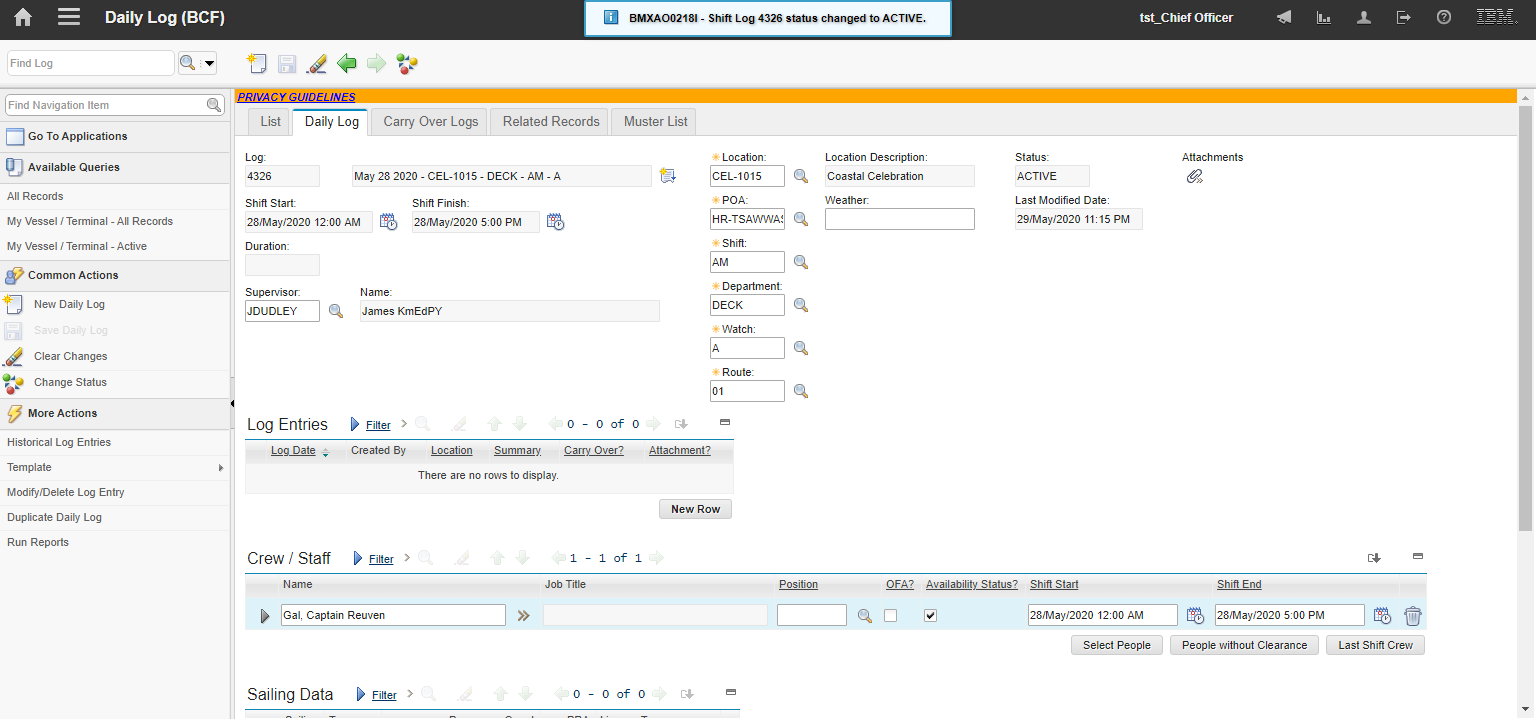 Daily Log (BCF)
BMXAO0218I - Shift Log 4326 status changed to ACTIVE.
tst_Chief Officer
IBM.
Find Log
Find Navigation Item
Go To Applications
Available Queries
All Records
My Vessel / Terminal - All Records
My Vessel / Terminal - Active
Common Actions
New Daily Log
Save Daily Log
Clear Changes
Change Status
More Actions
Historical Log Entries
Template
Modify/Delete Log Entry
Duplicate Daily Log
Run Reports
PRIVACY GUIDELINES
List Daily Log Carry Over Logs Related Records Muster List
Log:
4326 May 28 2020 - CEL-1015 - DECK - AM - A
Shift Start: Shift Finish:
28/May/2020 12:00 AM 28/May/2020 5:00 PM
Duration:
Supervisor: Name:
JDUDLEY James KmEdPY
Location:
CEL-1015
POA:
HR-TSAWWAS
Shift:
AM
Department:
DECK
Watch:
A
Route:
01
Location Description:
Coastal Celebration
Weather:
Status:
ACTIVE
Last Modified Date:
29/May/2020 11:15 PM
Attachments
Log Entries Filter 0 - 0 of 0
Log Date Created By Location Summary Carry Over? Attachment?
There are no rows to display.
New Row
Crew / Staff Filter 1 - 1 of 1
Name Job Title Position OFA? Availability Status? Shift Start Shift End
Gal, Captain Reuven 28/May/2020 12:00 AM 28/May/2020 5:00 PM
Select People People without Clearance Last Shift Crew
Sailing Data Filter 0 - 0 of 0